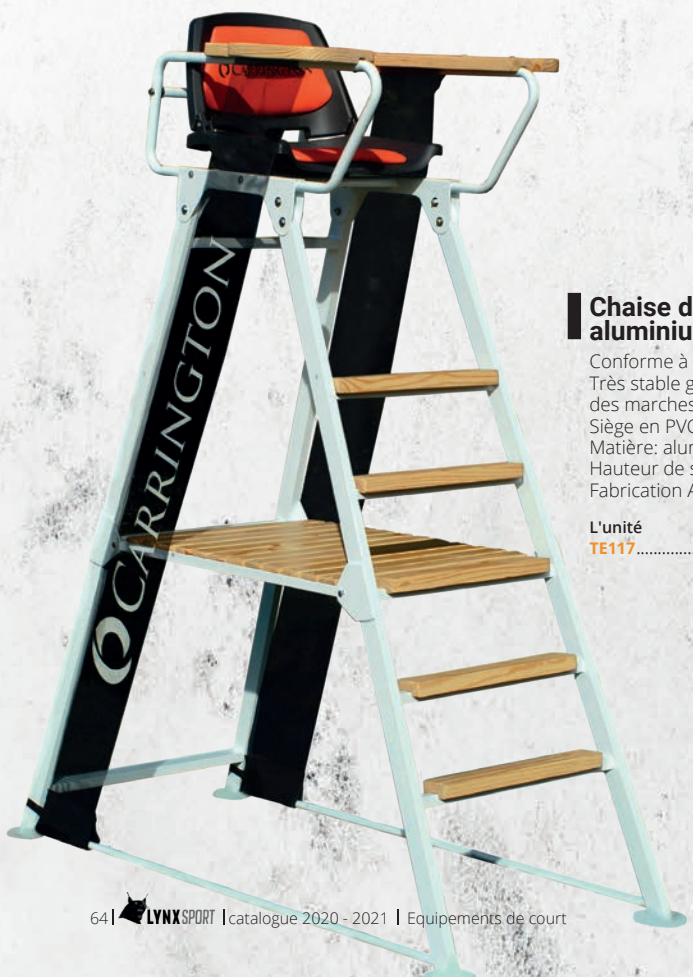 CARRINGTON
CARRINGTON
Chaise d
aluminiu
Conforme à
Très stable g
des marches
Siège en PVC
Matière: alum
Hauteur de s
Fabrication A
L'unité
TE117..............
64 | LYNXSPORT | catalogue 2020 - 2021 | Equipements de court